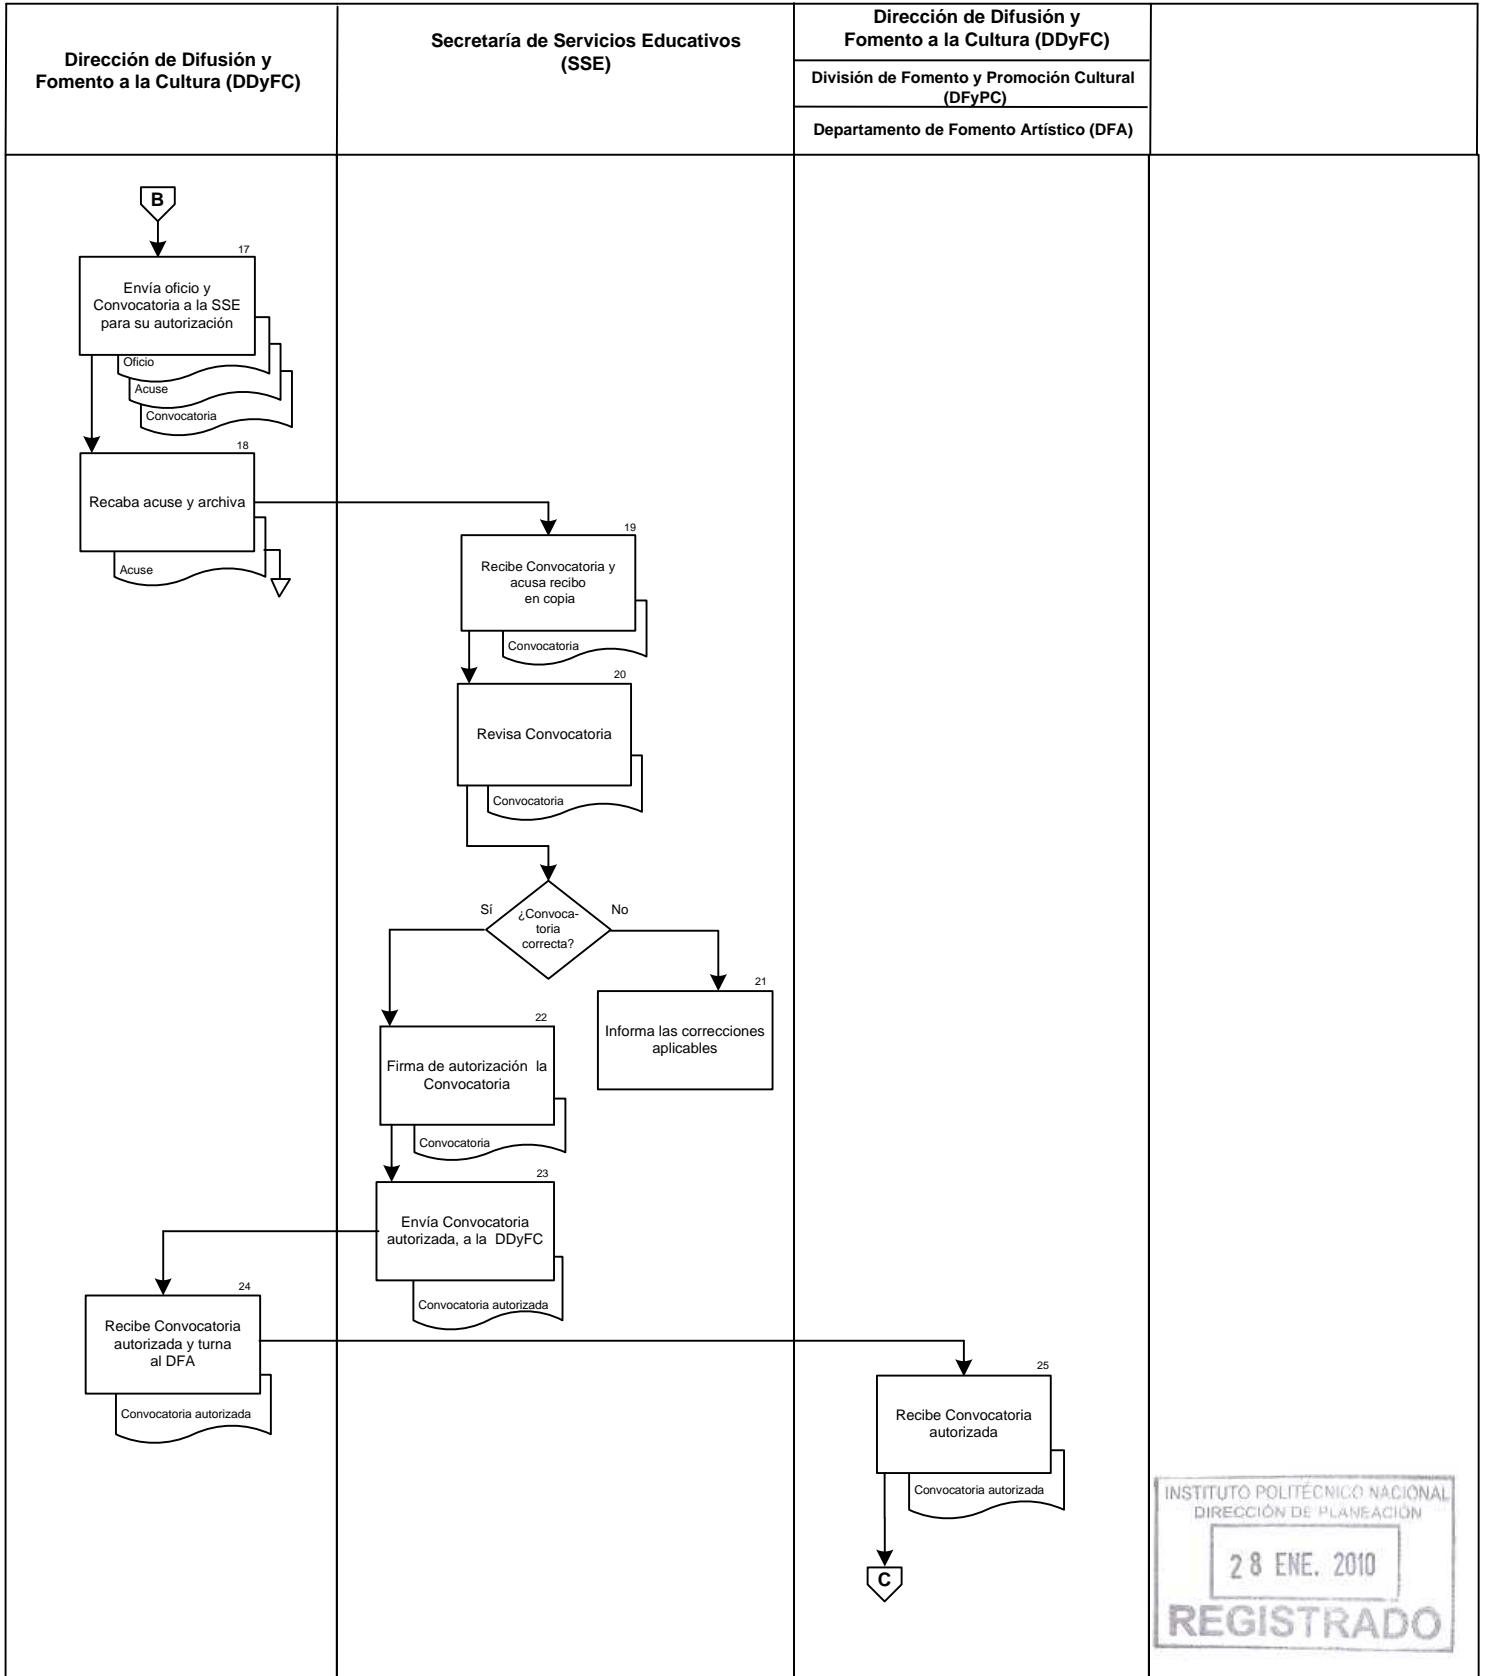 Dirección de Difusión y
Fomento a la Cultura (DDyFC)
Secretaría de Servicios Educativos
(SSE)
Dirección de Difusión y
Fomento a la Cultura (DDyFC)
División de Fomento y Promoción Cultural
(DFyPC)
Departamento de Fomento Artístico (DFA)
B
17
Envía oficio y
Convocatoria a la SSE
para su autorización
Oficio
Acuse
Convocatoria
18
Recaba acuse y archiva
Acuse
19
Recibe Convocatoria y
acusa recibo
en copia
Convocatoria
20
Revisa Convocatoria
Convocatoria
¿Convoca-
toria
correcta?
Sí
No
21
Informa las correcciones
aplicables
22
Firma de autorización la
Convocatoria
Convocatoria
23
Envía Convocatoria
autorizada, a la DDyFC
Convocatoria autorizada
24
Recibe Convocatoria
autorizada y turna
al DFA
Convocatoria autorizada
25
Recibe Convocatoria
autorizada
Convocatoria autorizada
C
INSTITUTO POLITÉCNICO NACIONAL
DIRECCIÓN DE PLANEACIÓN
28 ENE. 2010
REGISTRADO